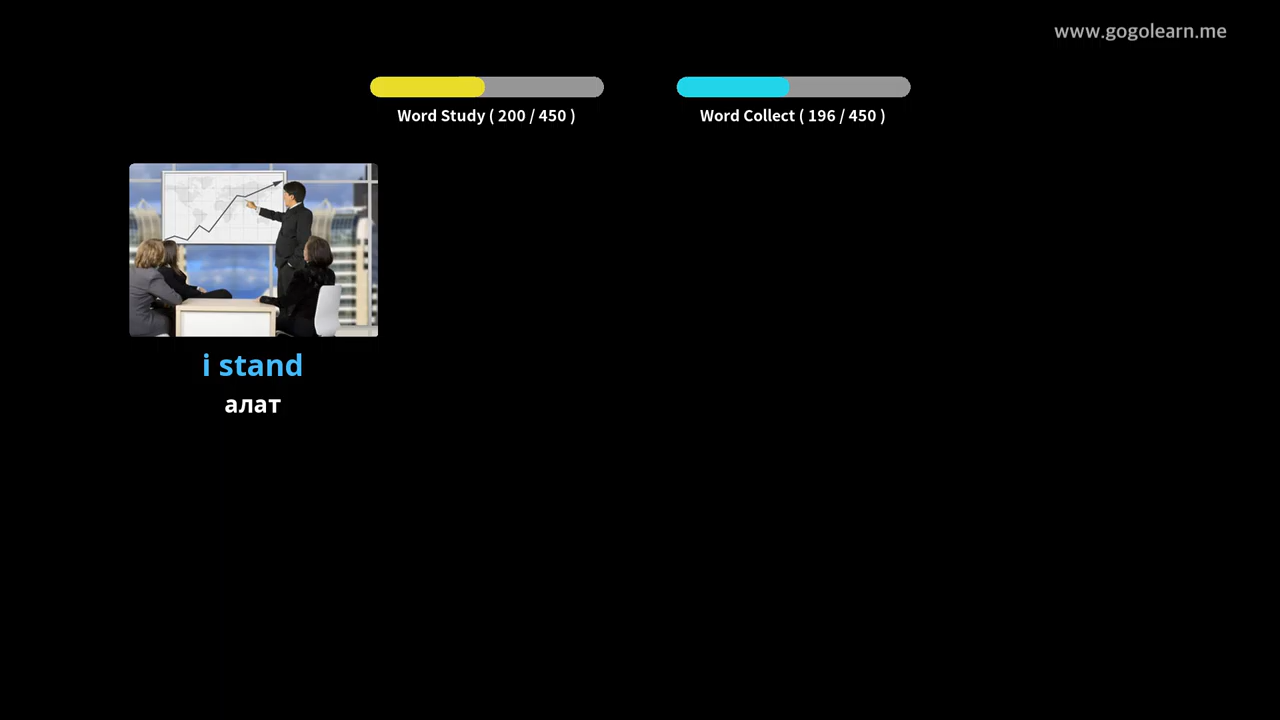 www.gogolearn.me
Word Study ( 200 / 450 )
Word Collect ( 196 / 450 )
i stand
алат